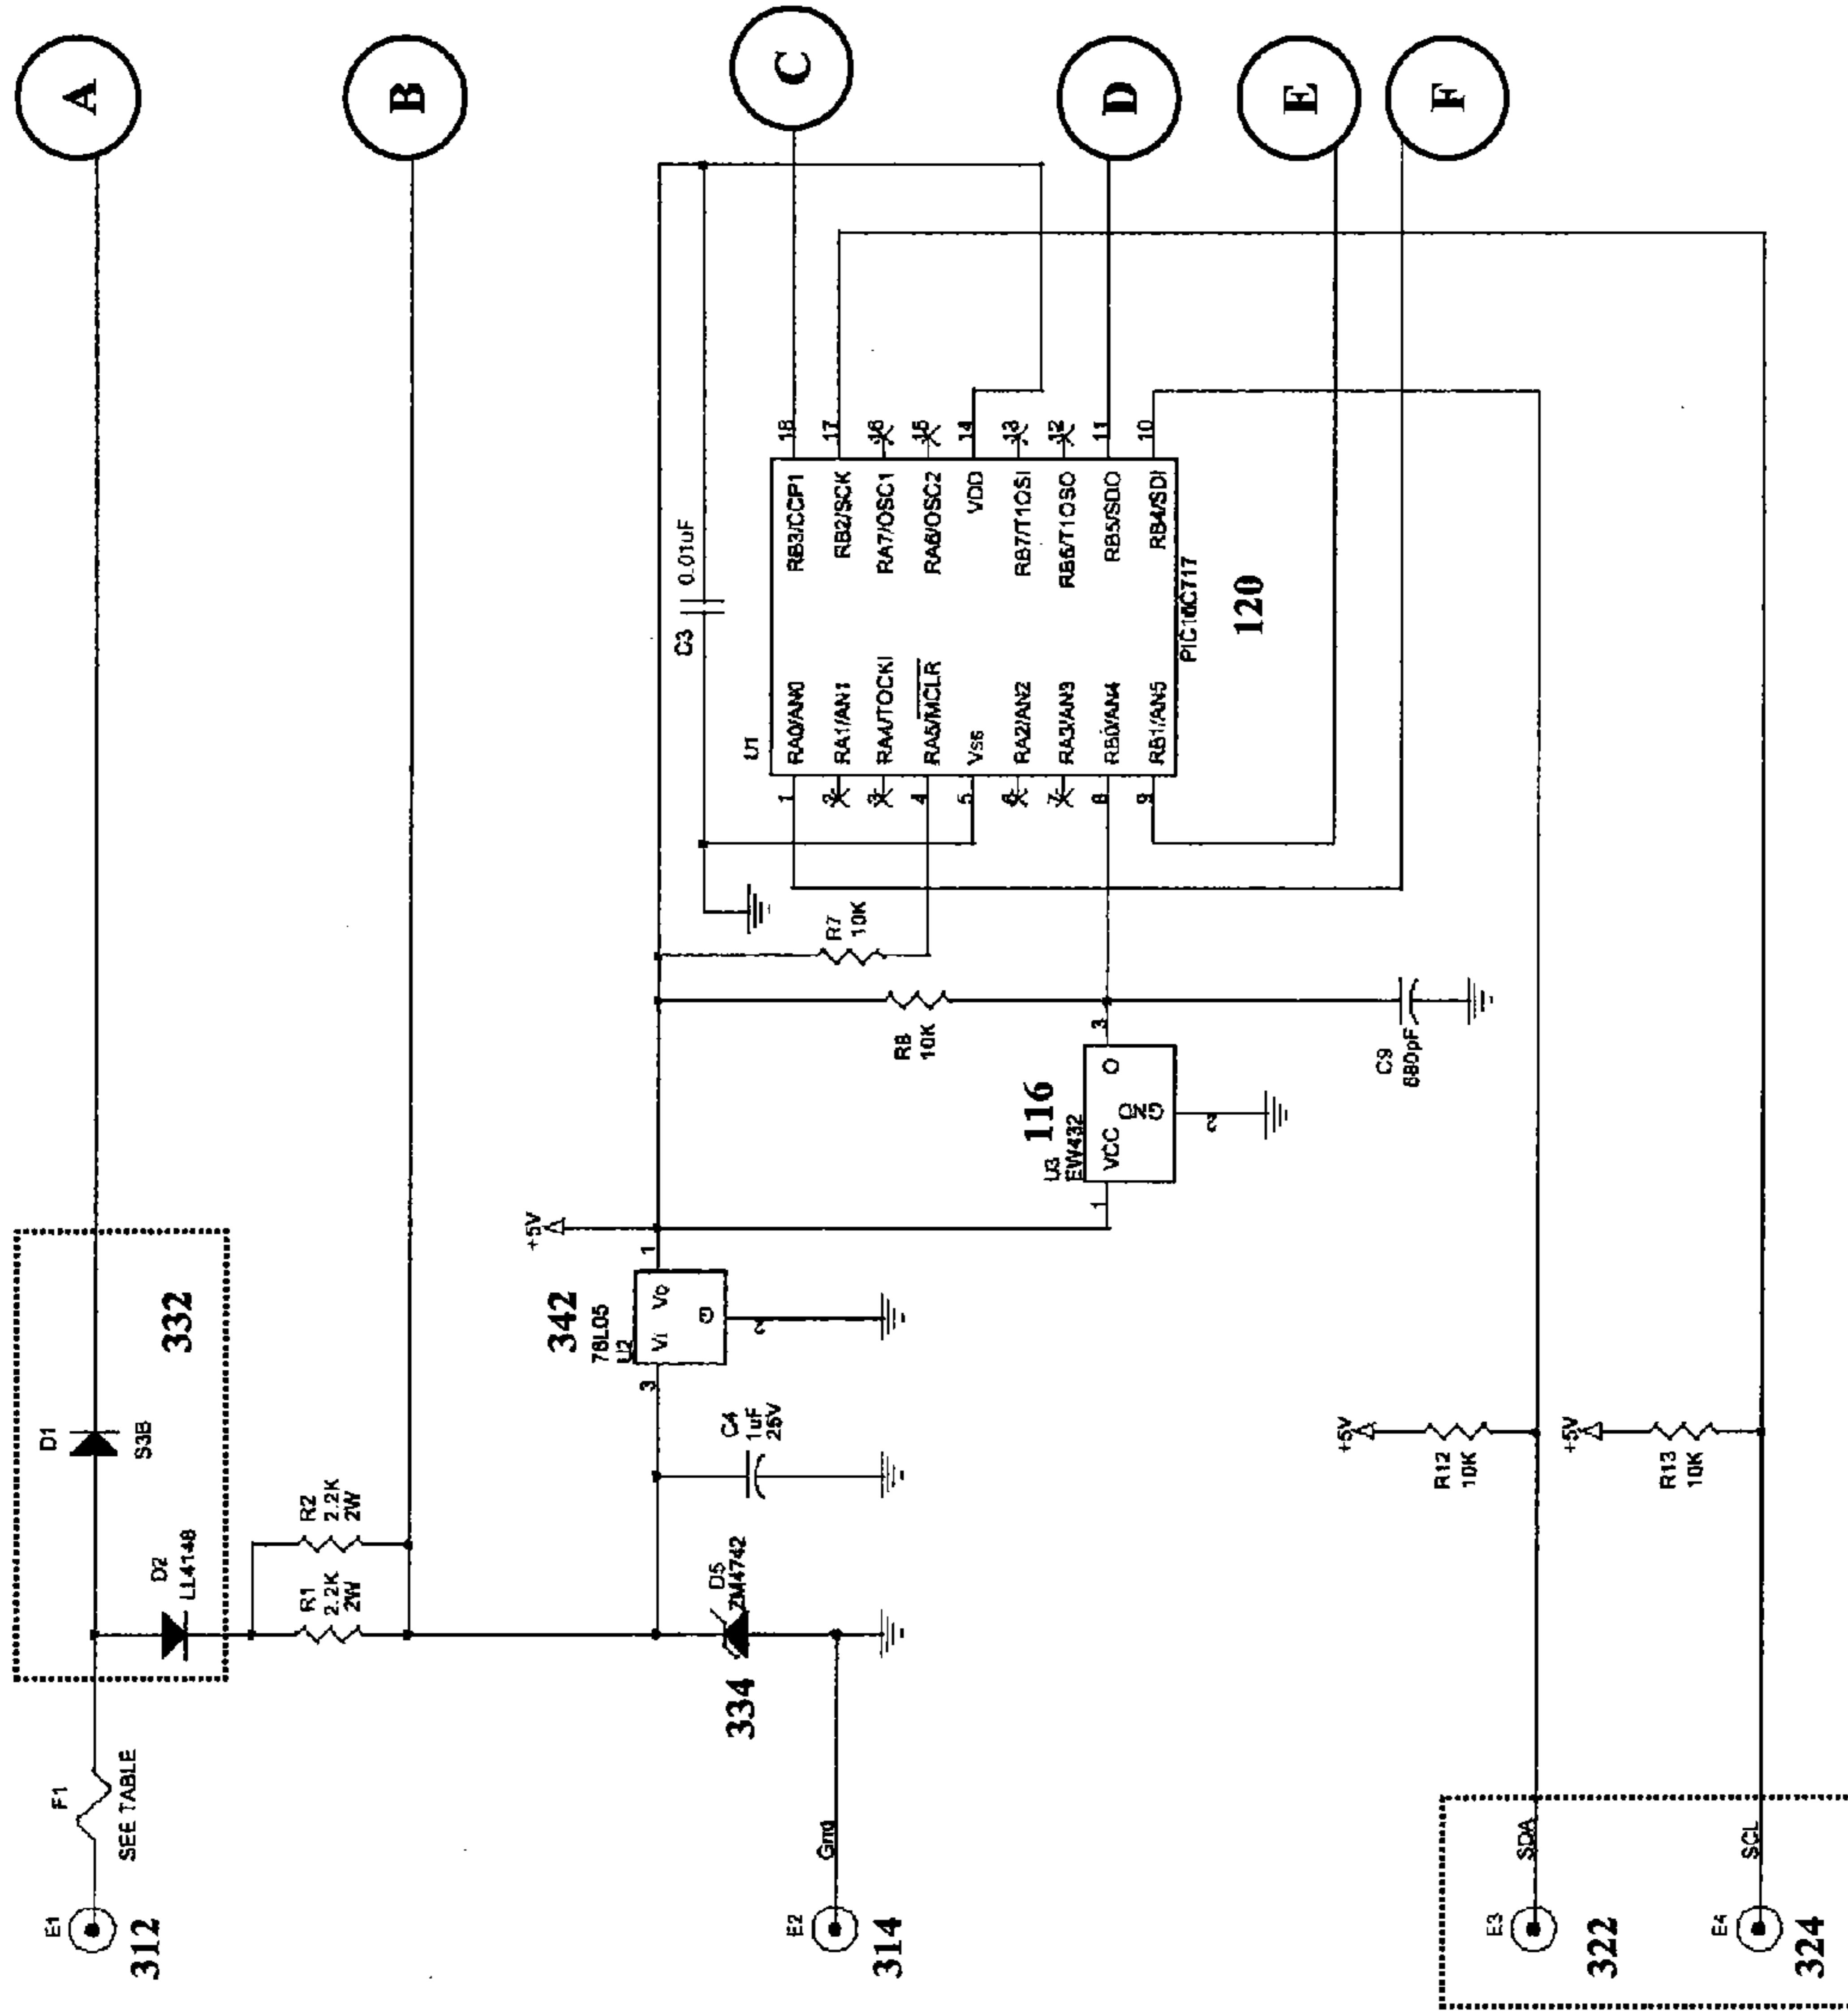 A
B
C
D
E
F
E1
312
F1
SEE TABLE
D1
S3B
332
D2
LL4148
R1
2.2K
2W
R2
2.2K
2W
E2
314
Gnd
334
D5
ZM4742
C4
1uF
25V
342
78L05
U2
Vi
Vo
G
3
1
2
+5V
116
U3
EW432
VCC
O
GND
1
3
2
R8
10K
R7
10K
C9
680pF
C3
0.01uF
U1
RA0/AN0
RA1/AN1
RA4/TOCKI
RA5/MCLR
Vss
RA2/AN2
RA3/AN3
RB0/AN4
RB1/AN5
1
2
3
4
5
6
7
8
9
RB3/CCP1
RB2/SCK
RA7/OSC1
RA6/OSC2
VDD
RB7/T1OSI
RB6/T1OSO
RB5/SDO
RB4/SDI
18
17
16
15
14
13
12
11
10
PIC16C717
120
E3
322
SDA
+5V
R12
10K
E4
324
SCL
+5V
R13
10K